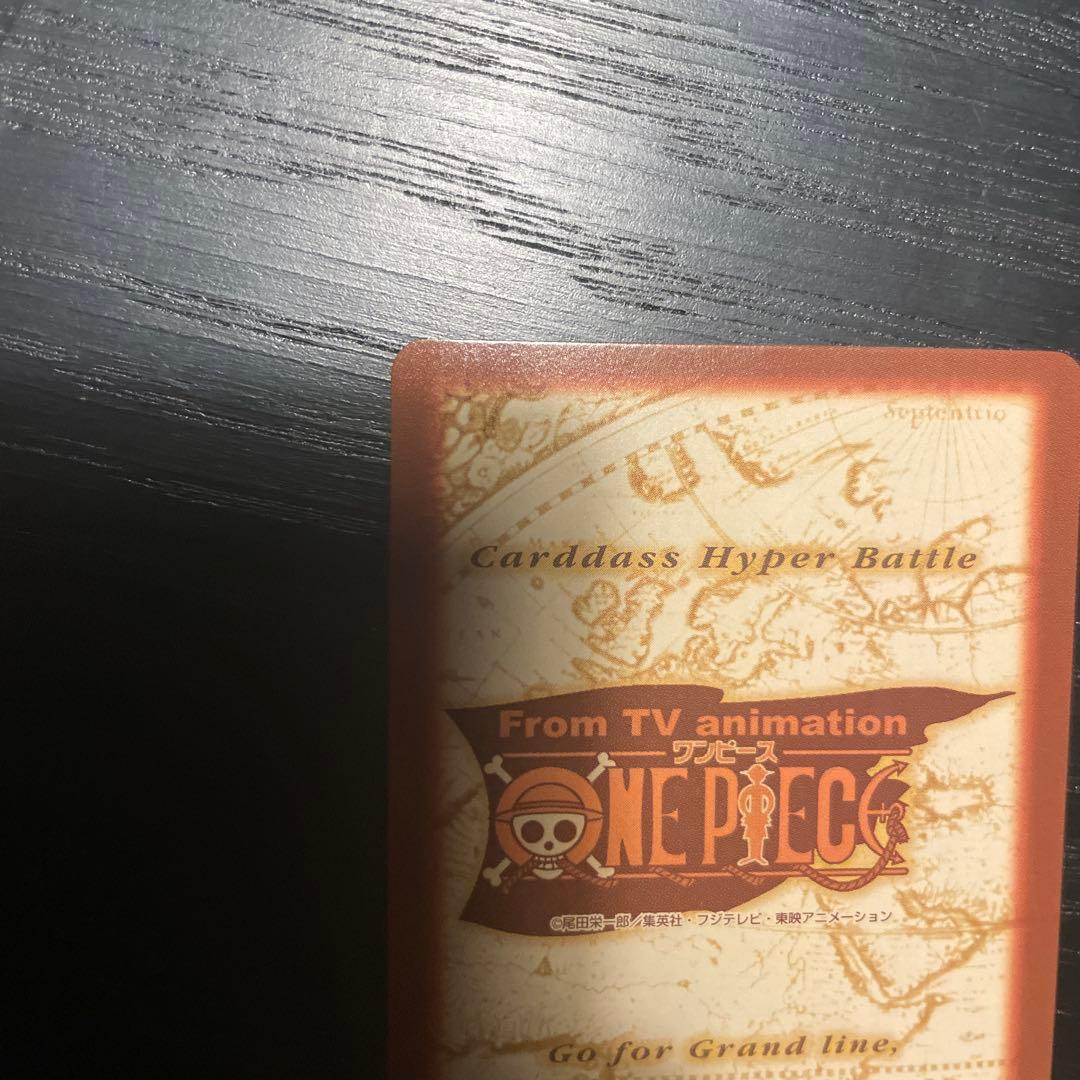 Septentrio
Carddass Hyper Battle
From TV animation
ワンピース
ONE PIECE
©尾田栄一郎/集英社・フジテレビ・東映アニメーション
Go for Grand line,